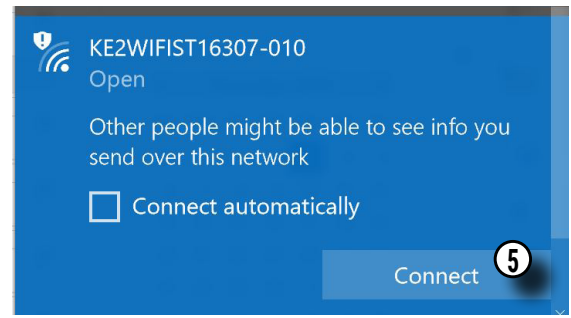 KE2WIFIST16307-010
Open
Other people might be able to see info you
send over this network
Connect automatically
Connect
5